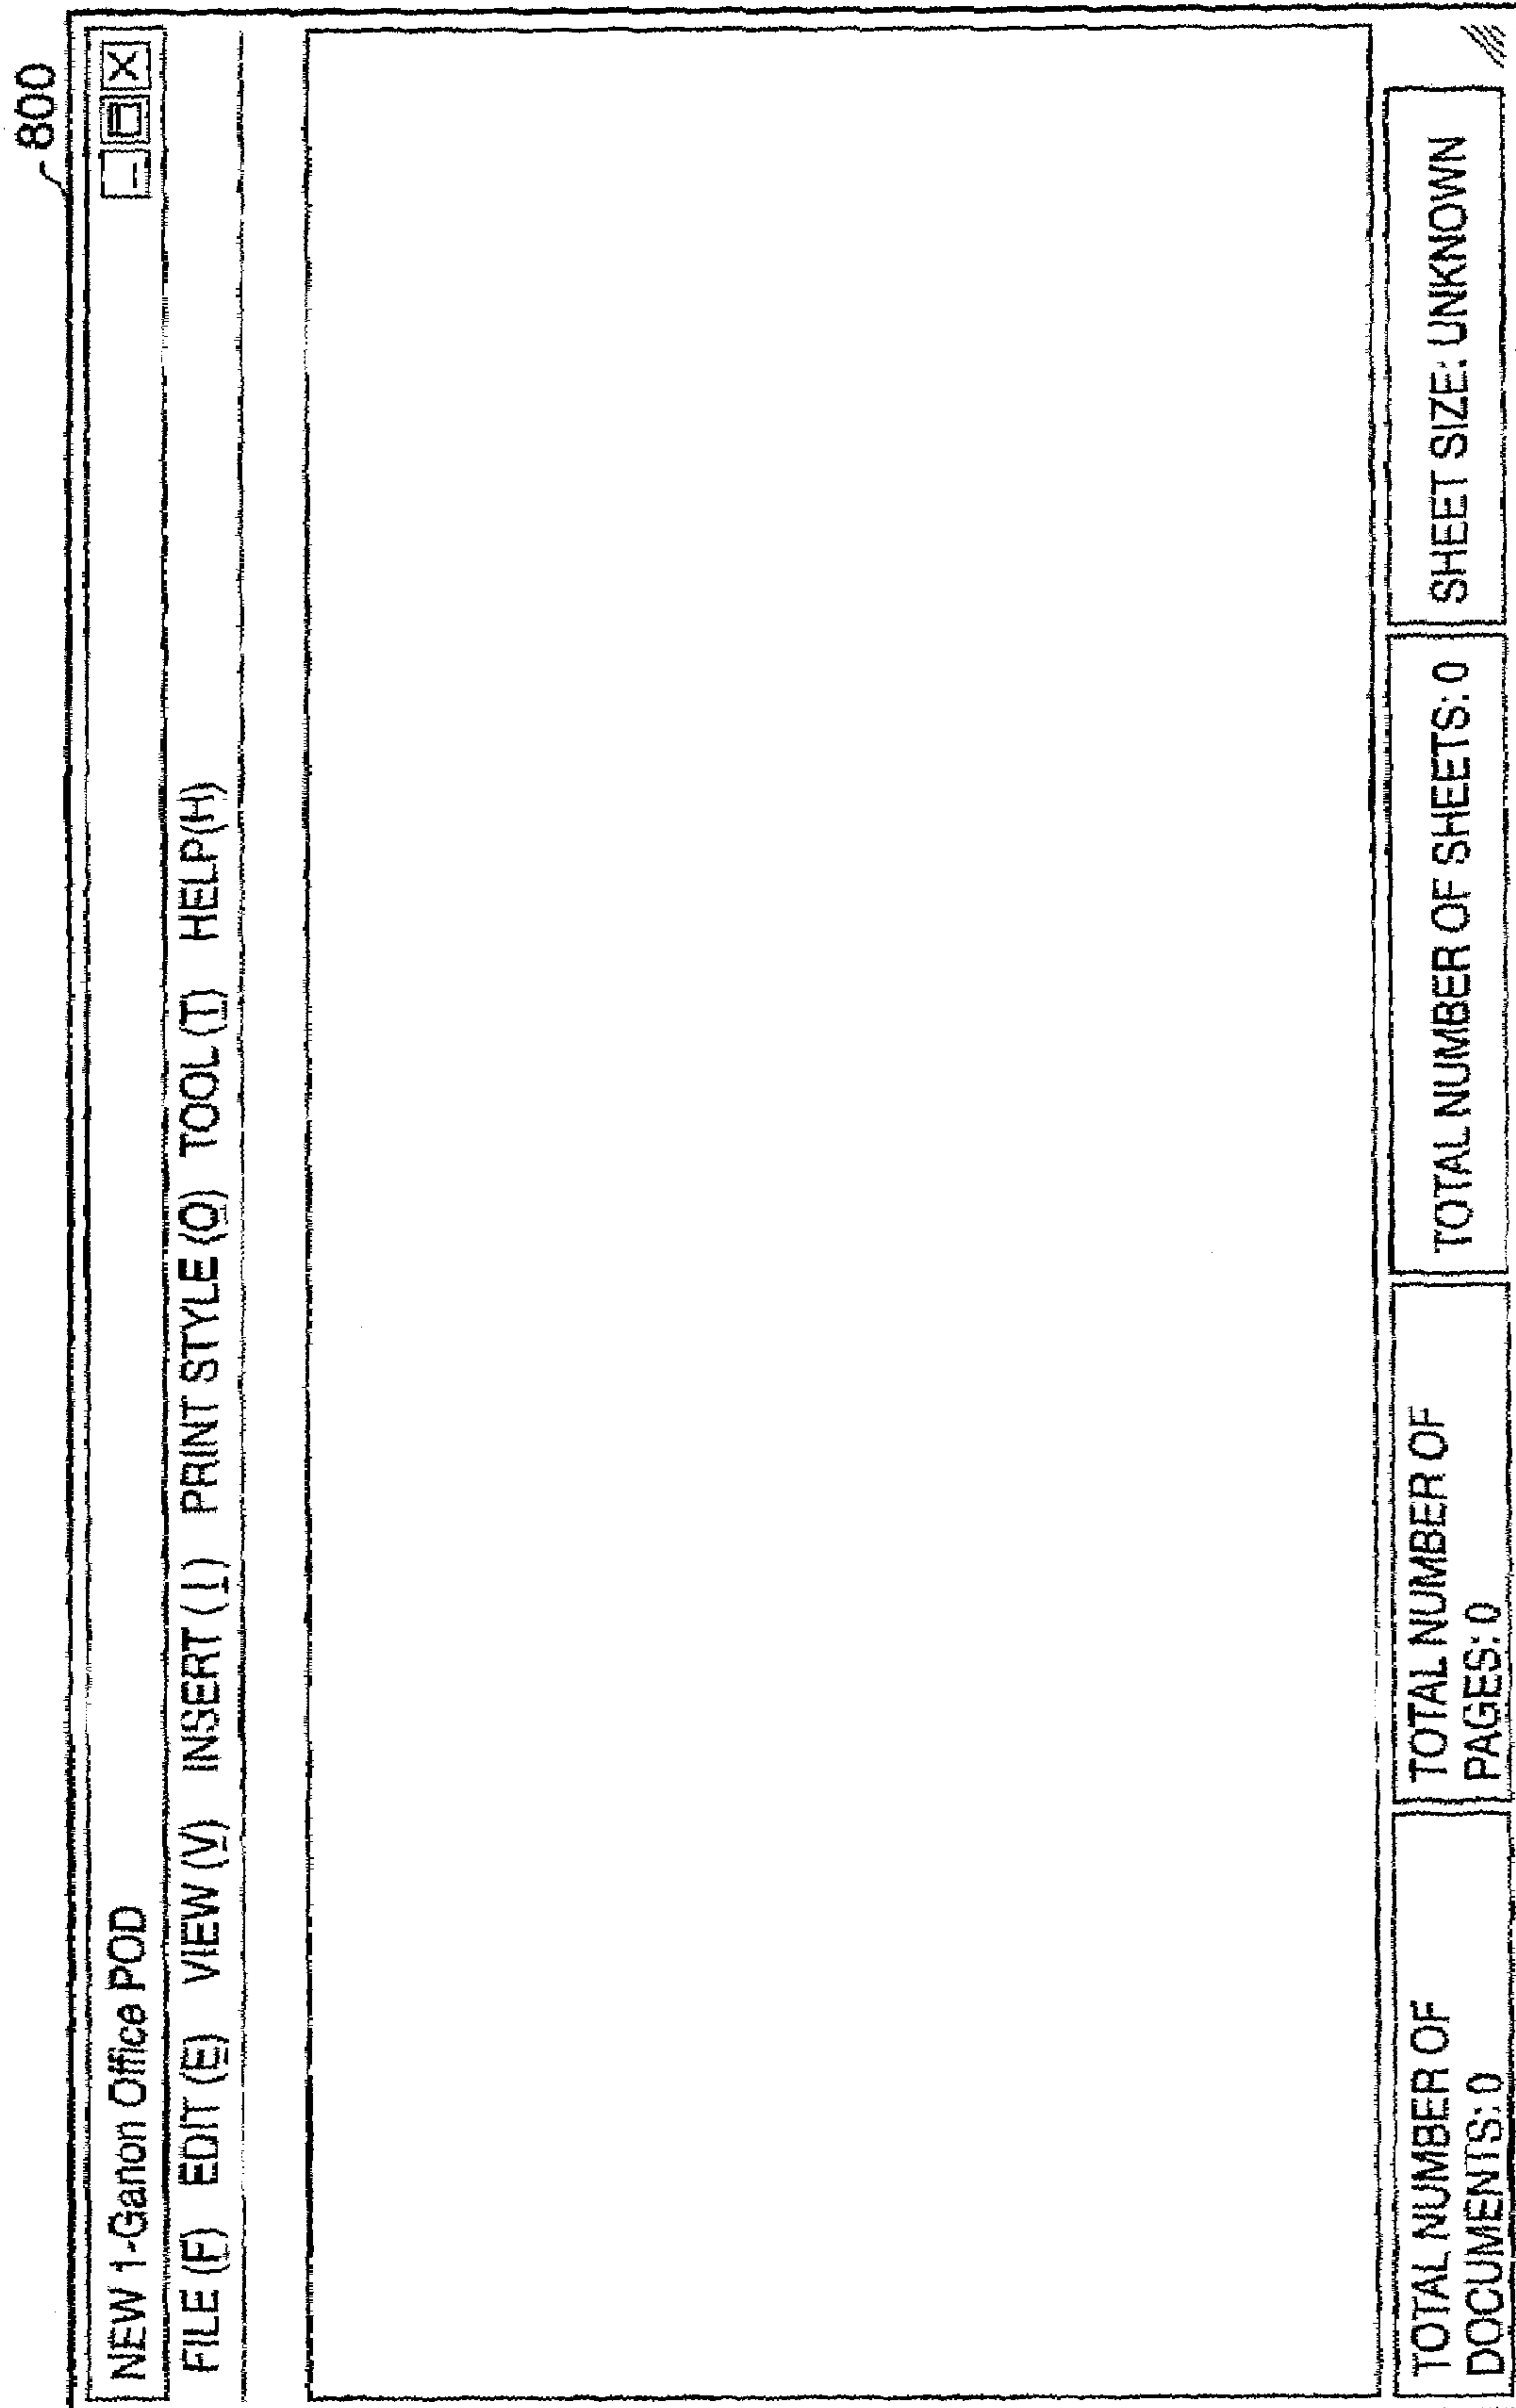 800
NEW 1-Ganon Office POD
FILE (F) EDIT (E) VIEW (V) INSERT (I) PRINT STYLE (O) TOOL (T) HELP(H)
TOTAL NUMBER OF
DOCUMENTS: 0
TOTAL NUMBER OF
PAGES: 0
TOTAL NUMBER OF SHEETS: 0
SHEET SIZE: UNKNOWN